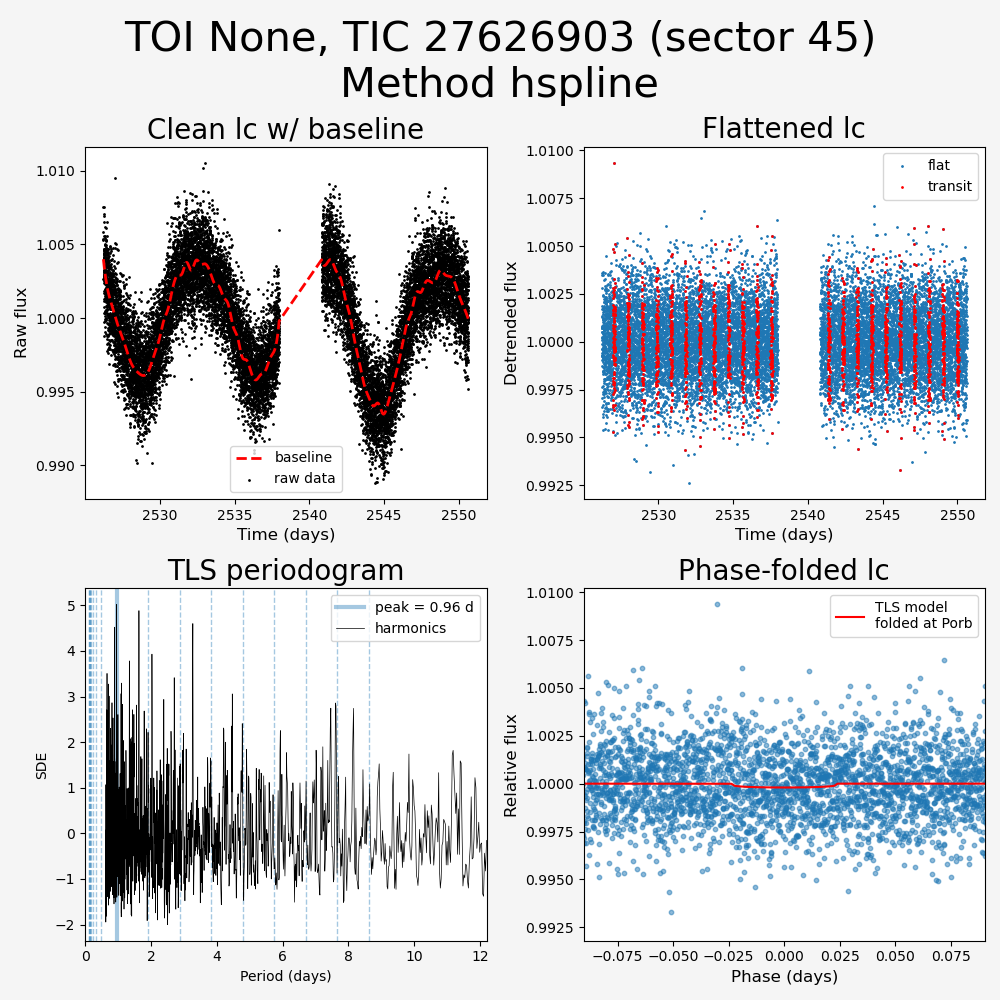 TOI None, TIC 27626903 (sector 45)
Method hspline
Clean lc w/ baseline
Raw flux
1.010
1.005
1.000
0.995
0.990
baseline
raw data
2530
2535
2540
2545
2550
Time (days)
Flattened lc
Detrended flux
1.0100
1.0075
1.0050
1.0025
1.0000
0.9975
0.9950
0.9925
flat
transit
2530
2535
2540
2545
2550
Time (days)
TLS periodogram
SDE
5
4
3
2
1
0
−1
−2
peak = 0.96 d
harmonics
0
2
4
6
8
10
12
Period (days)
Phase-folded lc
Relative flux
1.0100
1.0075
1.0050
1.0025
1.0000
0.9975
0.9950
0.9925
TLS model
folded at Porb
−0.075
−0.050
−0.025
0.000
0.025
0.050
0.075
Phase (days)